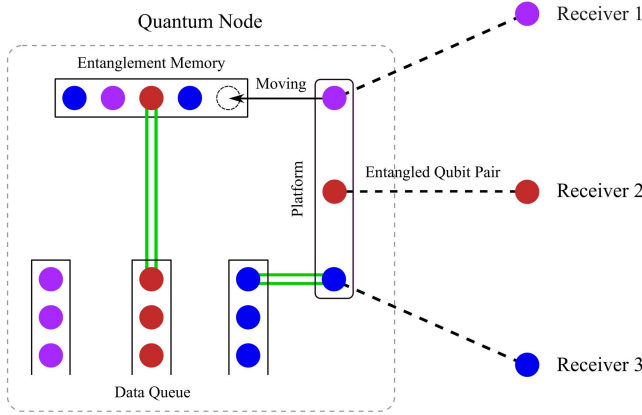 Quantum Node
Receiver 1
Entanglement Memory
Moving
Platform
Entangled Qubit Pair
Receiver 2
Receiver 3
Data Queue